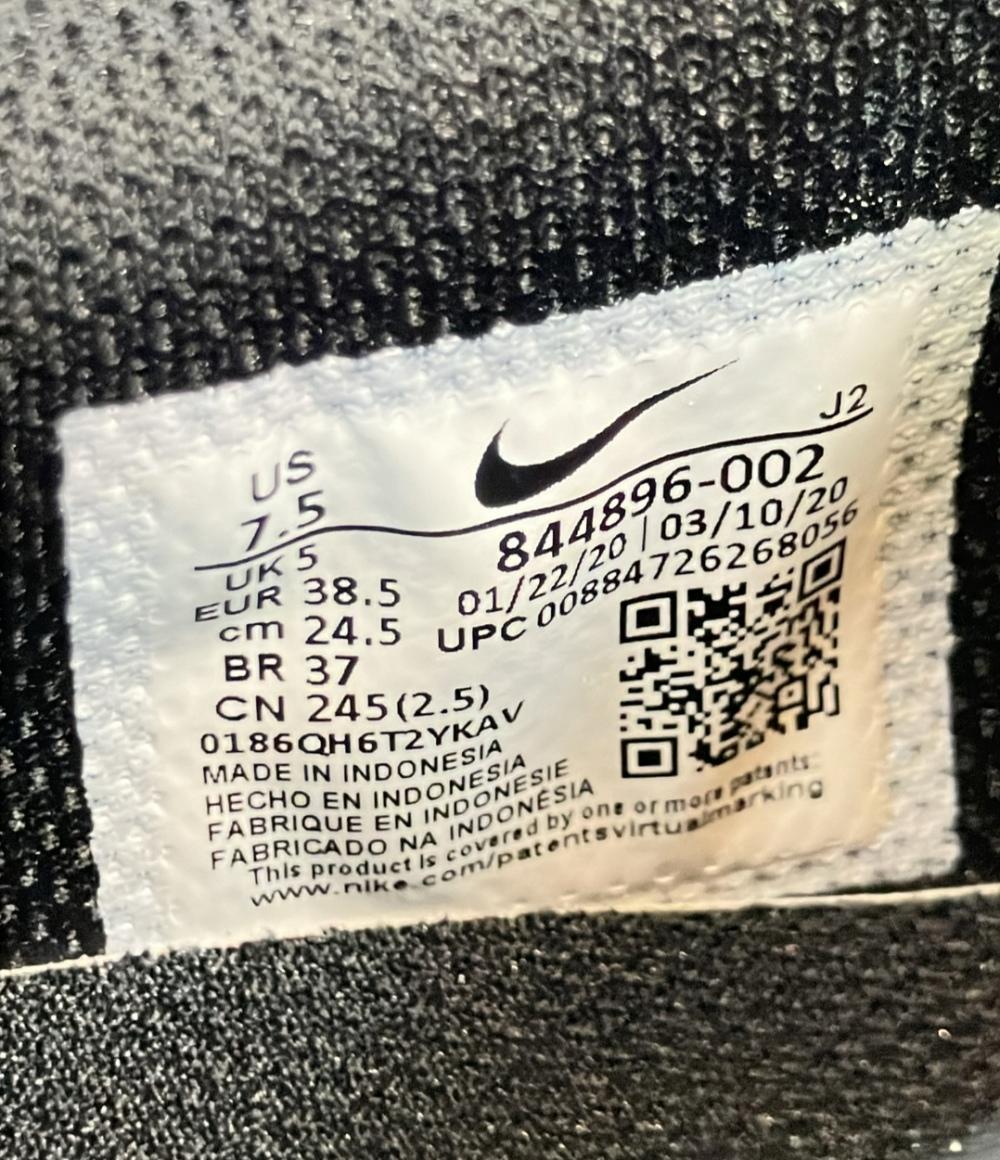 US
7.5
UK 5
EUR 38.5
cm 24.5
BR 37
CN 245(2.5)
J2
844896-002
01/22/20 | 03/10/20
UPC 00884726268056
0186QH6T2YKAV
MADE IN INDONESIA
HECHO EN INDONESIA
FABRIQUE EN INDONESIE
FABRICADO NA INDONÉSIA
This product is covered by one or more patents:
www.nike.com/patentsvirtualmarking